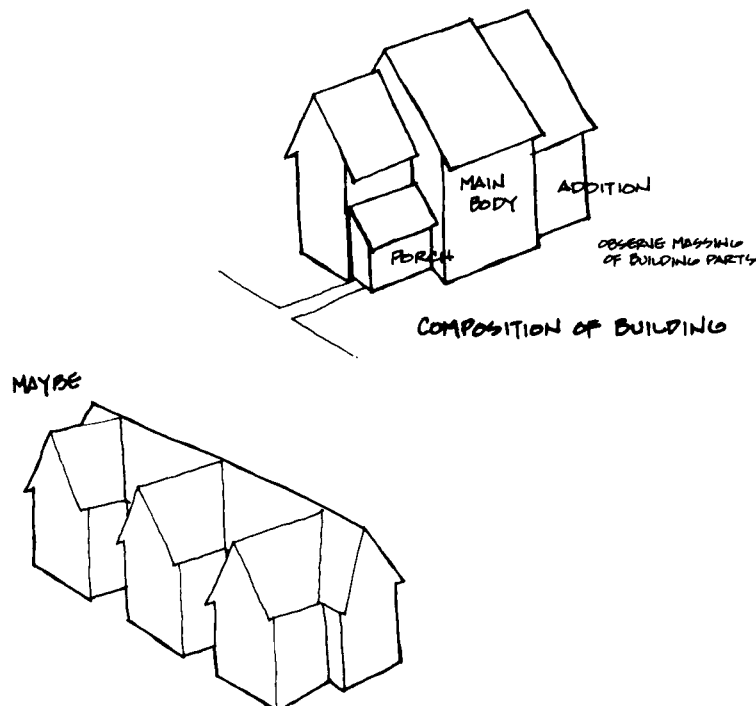 MAIN
BODY
ADDITION
PORCH
OBSERVE MASSING
OF BUILDING PARTS
COMPOSITION OF BUILDING
MAYBE